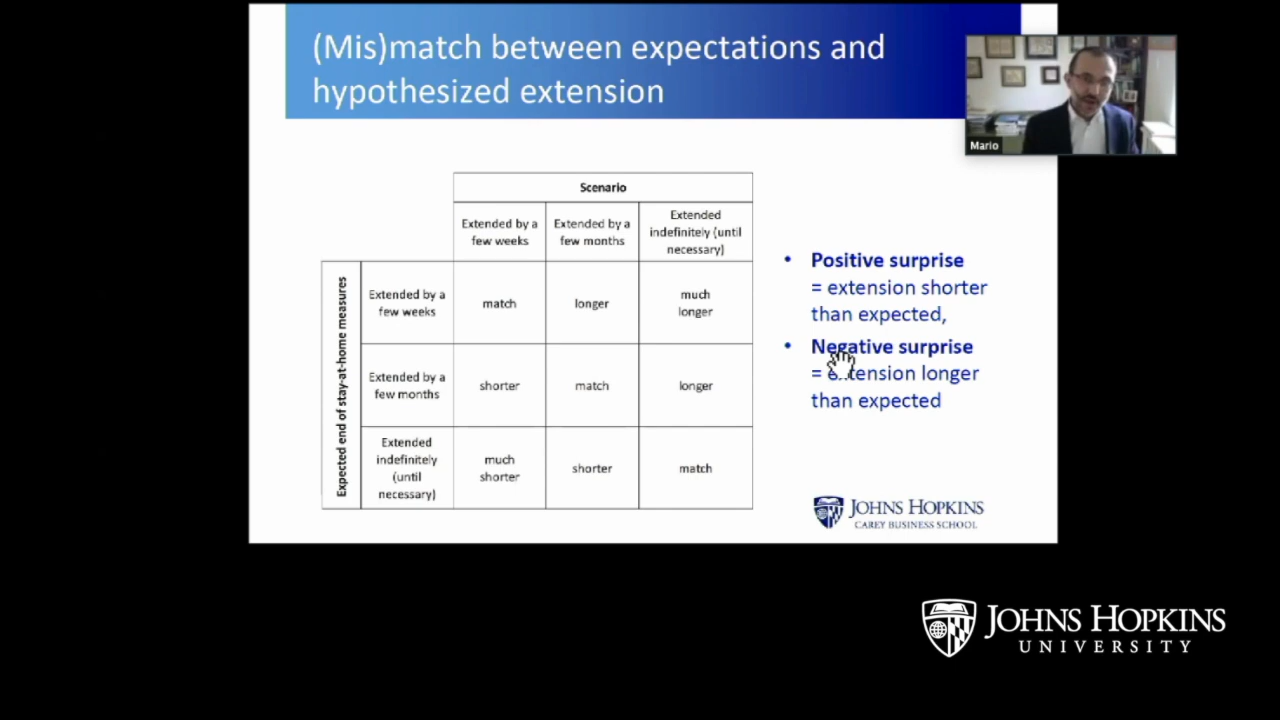 (Mis)match between expectations and
hypothesized extension
Mario
Scenario
Extended by a
few weeks
Extended by a
few months
Extended
indefinitely (until
necessary)
Expected end of stay-at-home measures
Extended by a
few weeks
match
longer
much
longer
Extended by a
few months
shorter
match
longer
Extended
indefinitely
(until
necessary)
much
shorter
shorter
match
• Positive surprise
= extension shorter
than expected,
• Negative surprise
= extension longer
than expected
JOHNS HOPKINS
CAREY BUSINESS SCHOOL
JOHNS HOPKINS
UNIVERSITY